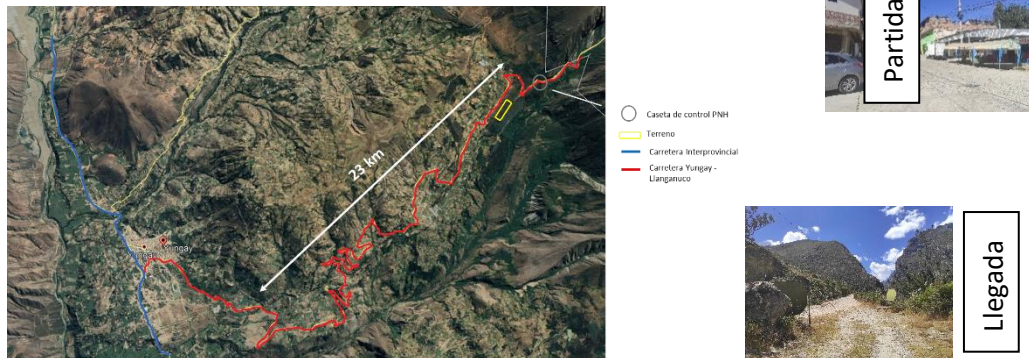 23 km
Yungay
Caseta de control PNH
Terreno
Carretera Interprovincial
Carretera Yungay -
Llanganuco
Partida
Llegada